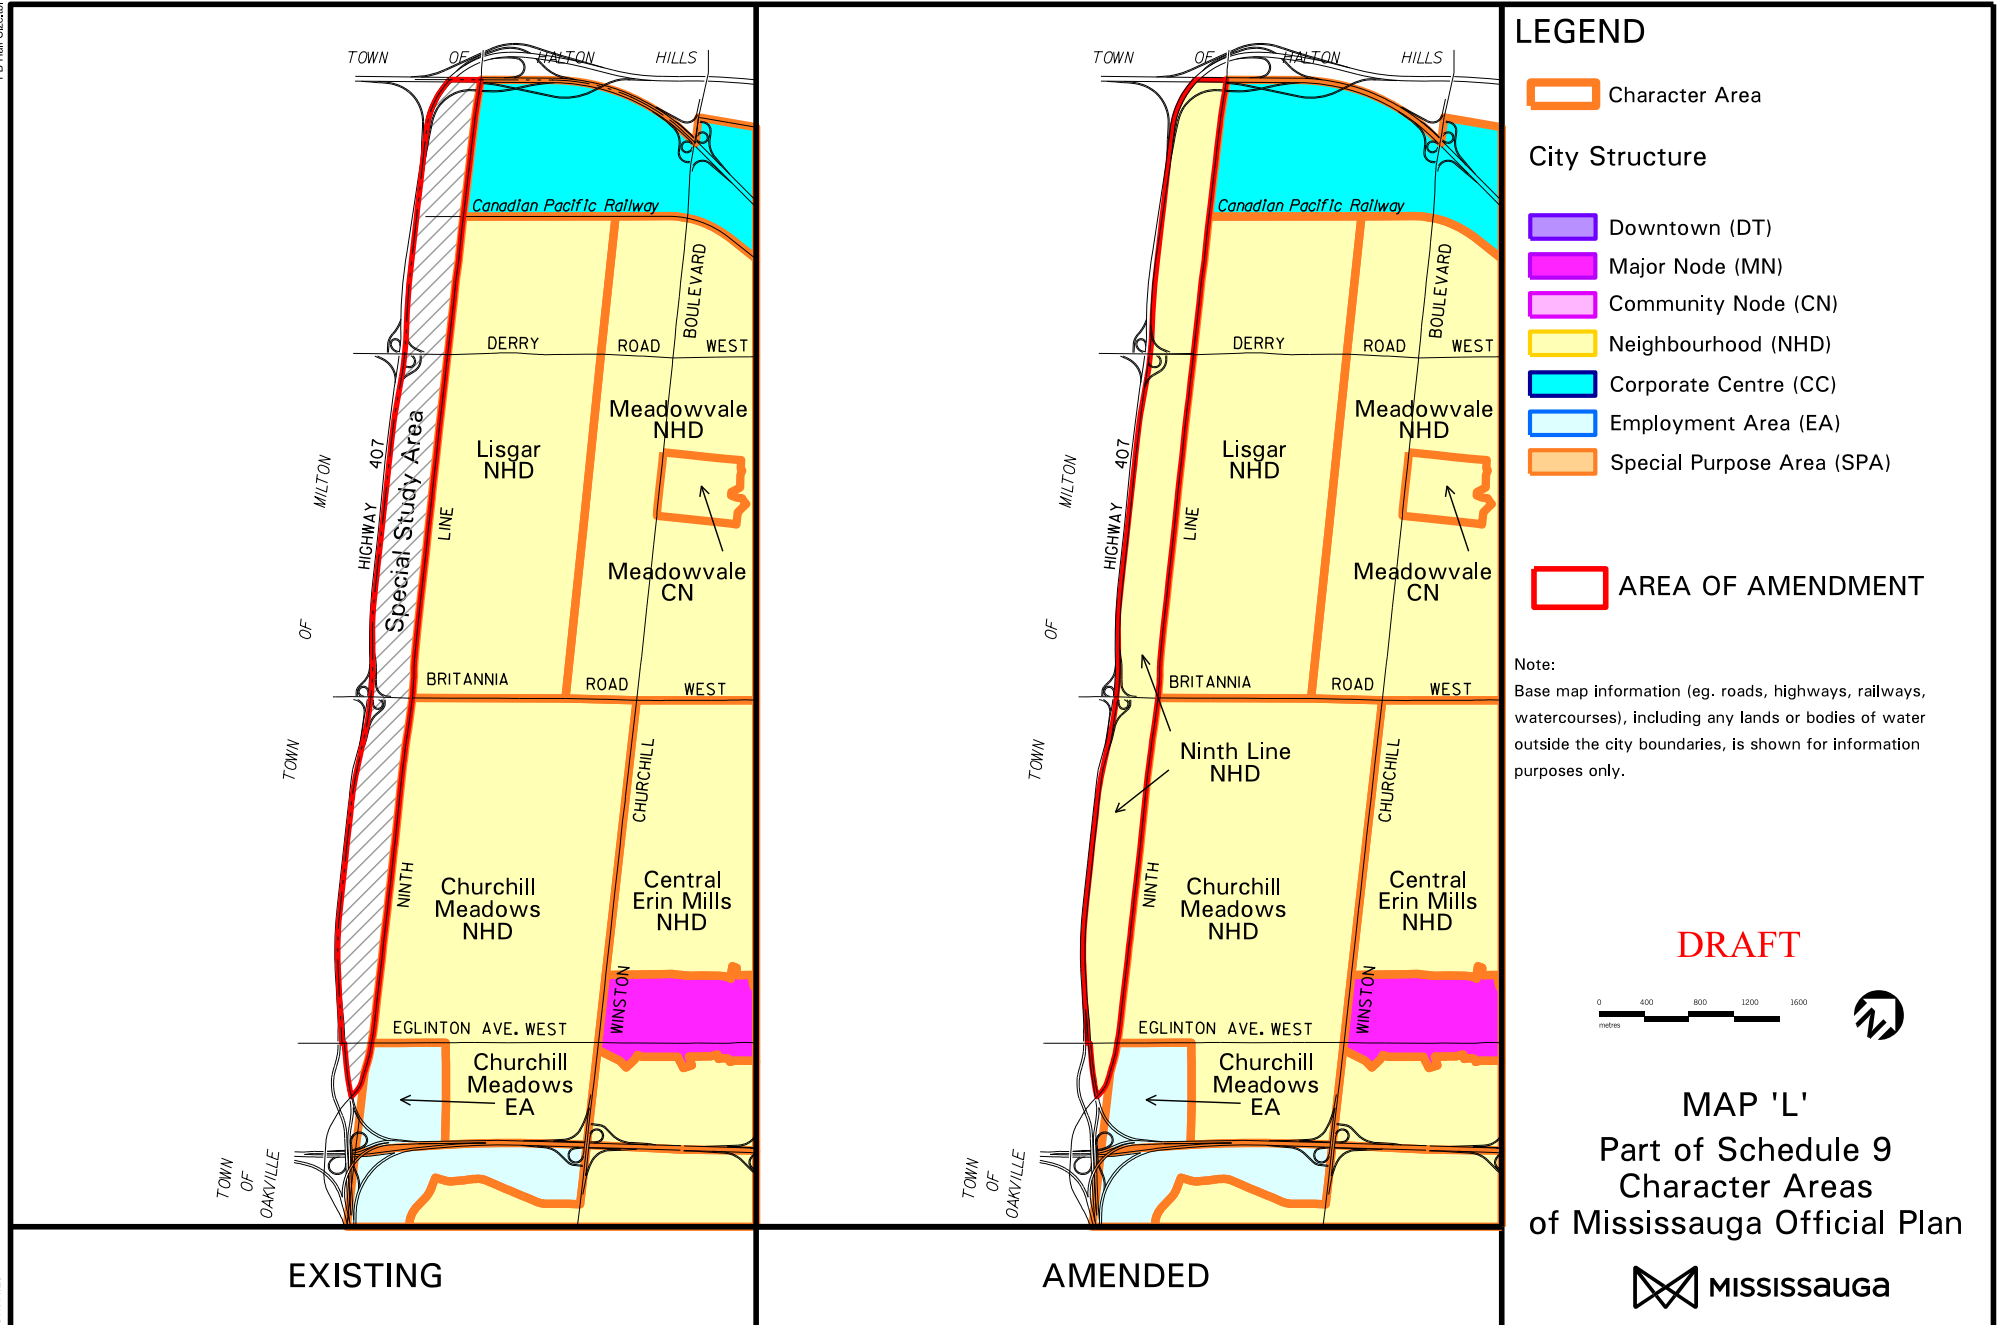 TOWN OF HALTON HILLS
Canadian Pacific Railway
BOULEVARD
DERRY ROAD WEST
Meadowvale
NHD
Lisgar
NHD
HIGHWAY 407
Special Study Area
LINE
MILTON
OF
TOWN
Meadowvale
CN
BRITANNIA ROAD WEST
CHURCHILL
NINTH
Churchill
Meadows
NHD
Central
Erin Mills
NHD
WINSTON
EGLINTON AVE. WEST
Churchill
Meadows
EA
TOWN
OF
OAKVILLE
EXISTING
TOWN OF HALTON HILLS
Canadian Pacific Railway
BOULEVARD
DERRY ROAD WEST
Meadowvale
NHD
Lisgar
NHD
HIGHWAY 407
LINE
MILTON
OF
TOWN
Meadowvale
CN
BRITANNIA ROAD WEST
Ninth Line
NHD
CHURCHILL
NINTH
Churchill
Meadows
NHD
Central
Erin Mills
NHD
WINSTON
EGLINTON AVE. WEST
Churchill
Meadows
EA
TOWN
OF
OAKVILLE
AMENDED
LEGEND
Character Area
City Structure
Downtown (DT)
Major Node (MN)
Community Node (CN)
Neighbourhood (NHD)
Corporate Centre (CC)
Employment Area (EA)
Special Purpose Area (SPA)
AREA OF AMENDMENT
Note:
Base map information (eg. roads, highways, railways,
watercourses), including any lands or bodies of water
outside the city boundaries, is shown for information
purposes only.
DRAFT
0 400 800 1200 1600
metres
MAP 'L'
Part of Schedule 9
Character Areas
of Mississauga Official Plan
MISSISSauGa